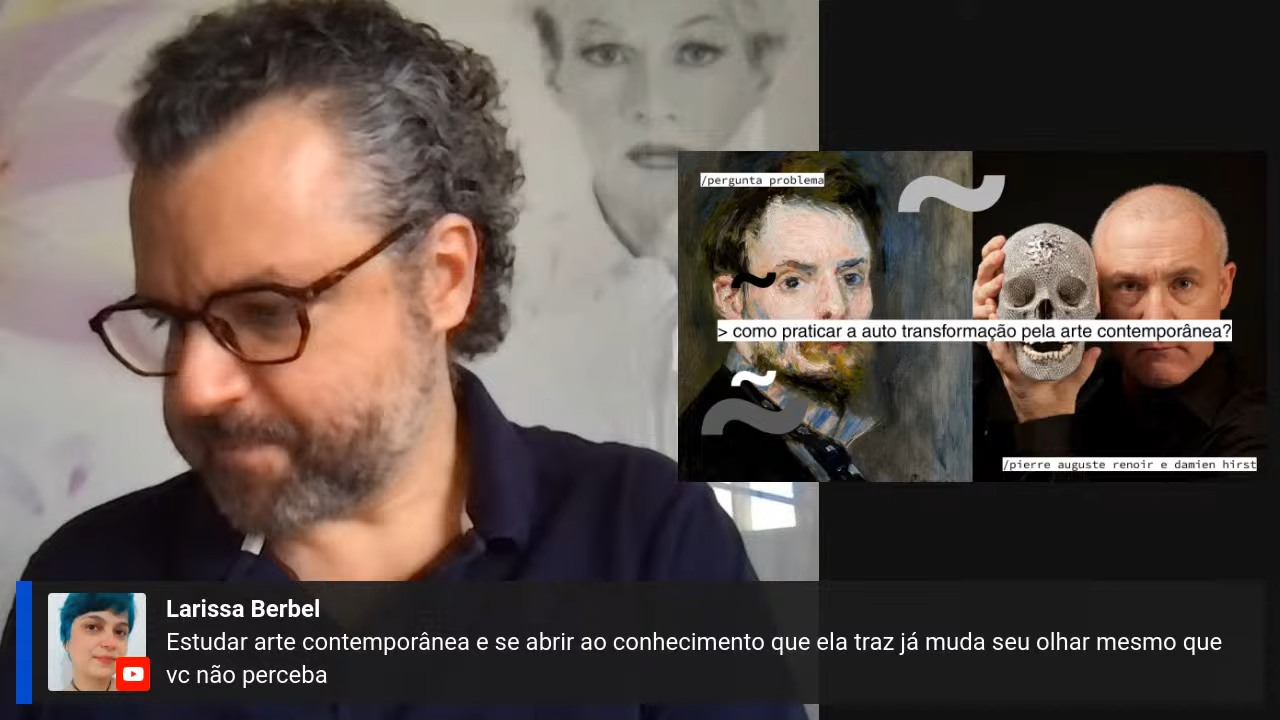 /pergunta problema
> como praticar a auto transformação pela arte contemporânea?
/pierre auguste renoir e damien hirst
Larissa Berbel
Estudar arte contemporânea e se abrir ao conhecimento que ela traz já muda seu olhar mesmo que
vc não perceba